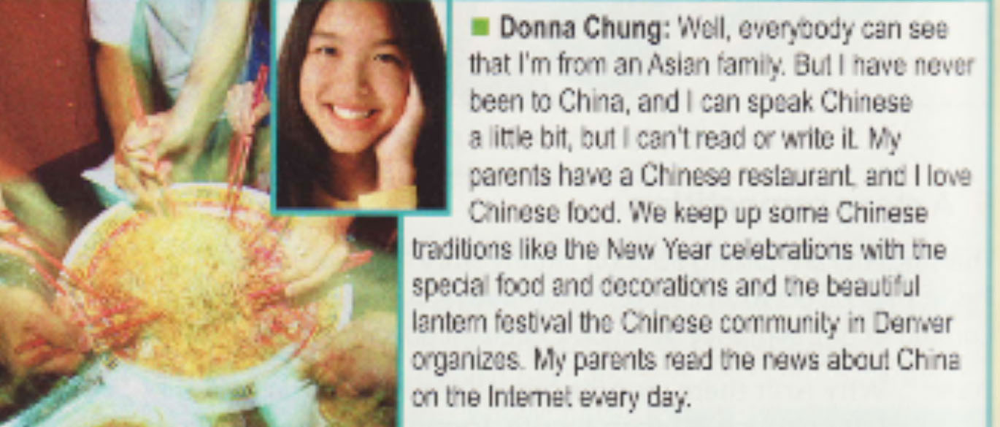 Donna Chung: Well, everybody can see
that I'm from an Asian family. But I have never
been to China, and I can speak Chinese
a little bit, but I can't read or write it. My
parents have a Chinese restaurant, and I love
Chinese food. We keep up some Chinese
traditions like the New Year celebrations with the
special food and decorations and the beautiful
lantern festival the Chinese community in Denver
organizes. My parents read the news about China
on the Internet every day.